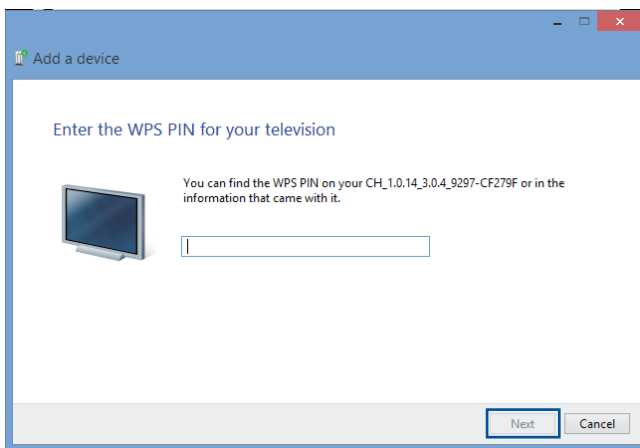 Add a device
Enter the WPS PIN for your television
You can find the WPS PIN on your CH_1.0.14_3.0.4_9297-CF279F or in the
information that came with it.
Next
Cancel